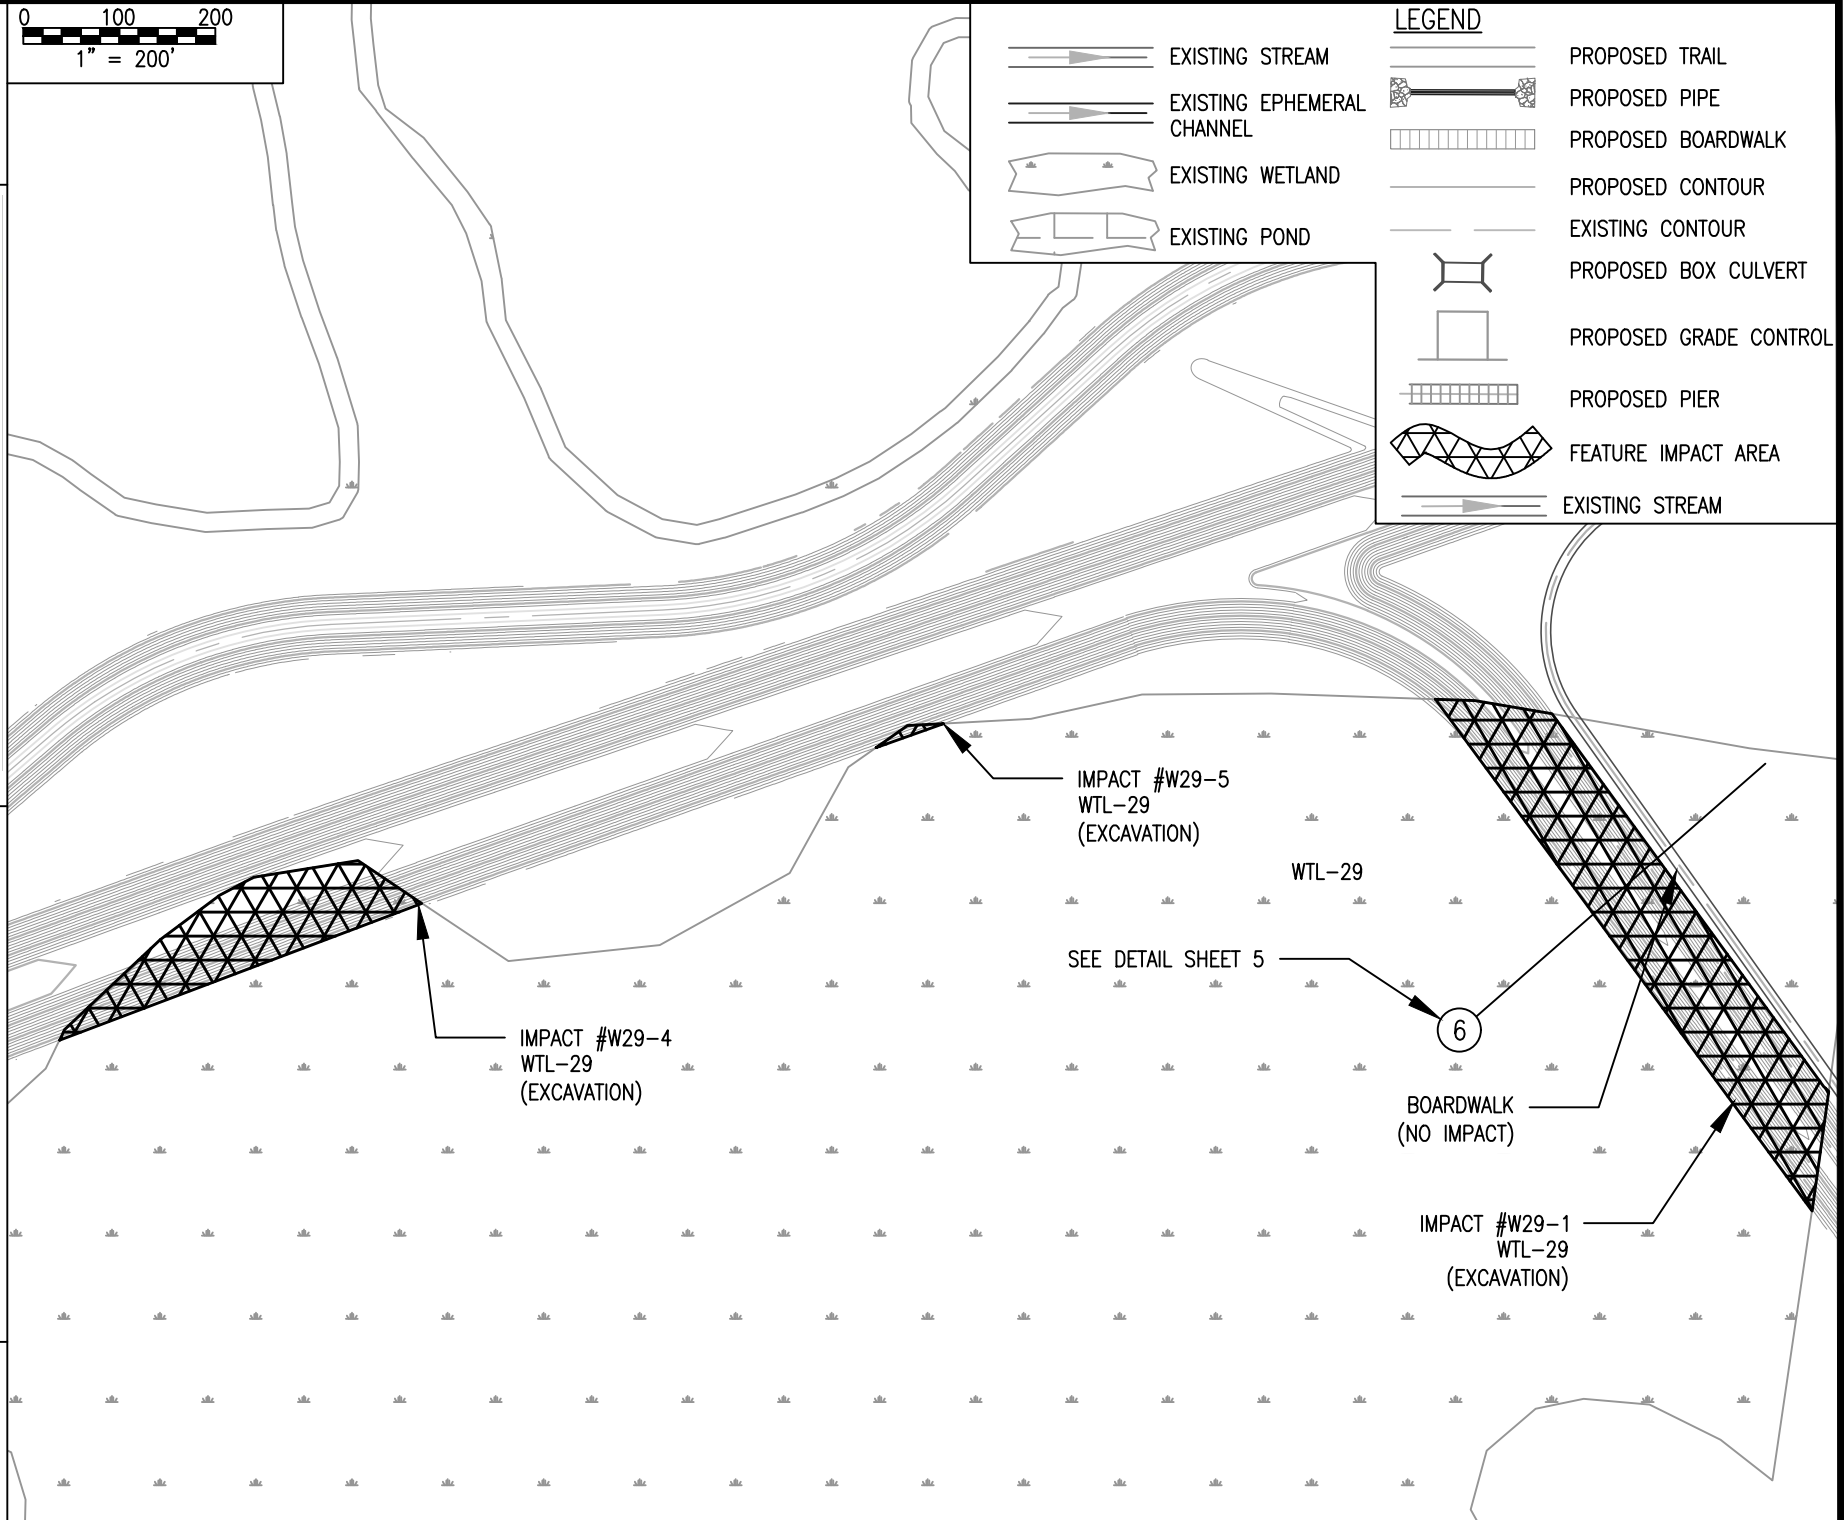 0 100 200
1" = 200'
LEGEND
EXISTING STREAM
EXISTING EPHEMERAL
CHANNEL
EXISTING WETLAND
EXISTING POND
PROPOSED TRAIL
PROPOSED PIPE
PROPOSED BOARDWALK
PROPOSED CONTOUR
EXISTING CONTOUR
PROPOSED BOX CULVERT
PROPOSED GRADE CONTROL
PROPOSED PIER
FEATURE IMPACT AREA
EXISTING STREAM
IMPACT #W29-5
WTL-29
(EXCAVATION)
WTL-29
SEE DETAIL SHEET 5
6
IMPACT #W29-4
WTL-29
(EXCAVATION)
BOARDWALK
(NO IMPACT)
IMPACT #W29-1
WTL-29
(EXCAVATION)